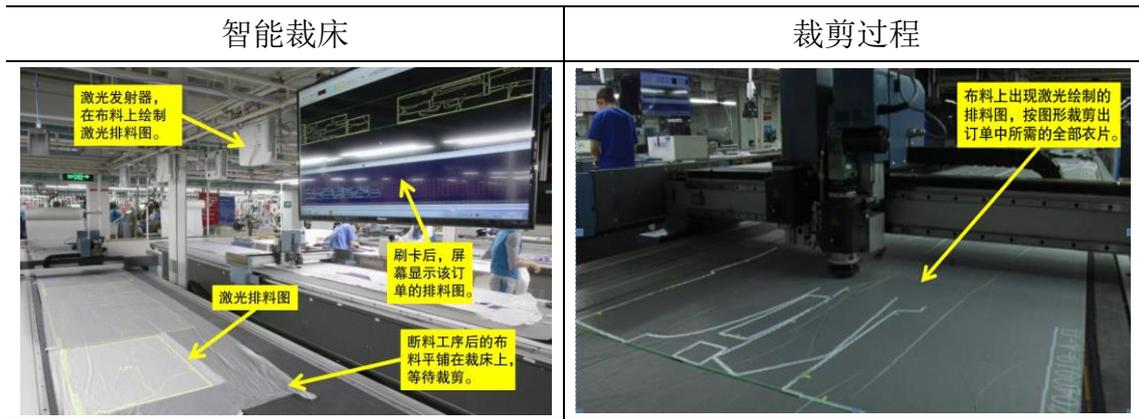 智能裁床
裁剪过程
激光发射器，
在布料上绘制
激光排料图。
刷卡后，屏
幕显示该订
单的排料图。
激光排料图
断料工序后的布
料平铺在裁床上，
等待裁剪。
布料上出现激光绘制的
排料图，按图形裁剪出
订单中所需的全部衣片。